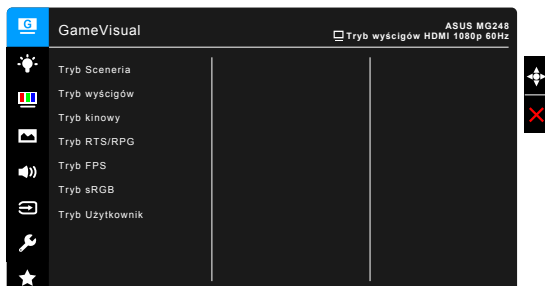 G
GameVisual
ASUS MG248
Tryb wyścigów HDMI 1080p 60Hz
Tryb Sceneria
Tryb wyścigów
Tryb kinowy
Tryb RTS/RPG
Tryb FPS
Tryb sRGB
Tryb Użytkownik